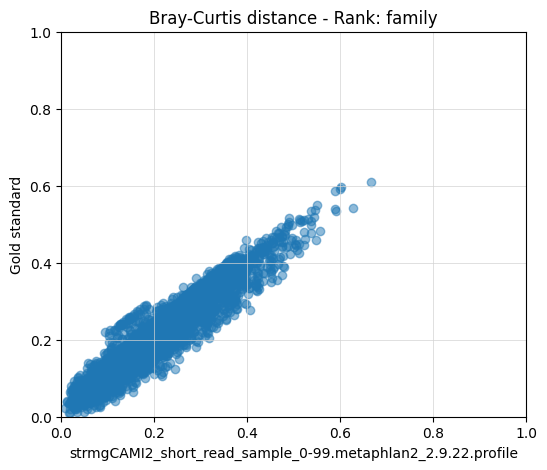 Bray-Curtis distance - Rank: family
1.0
0.8
0.6
0.4
0.2
0.0
Gold standard
0.0 0.2 0.4 0.6 0.8 1.0
strmgCAMI2_short_read_sample_0-99.metaphlan2_2.9.22.profile